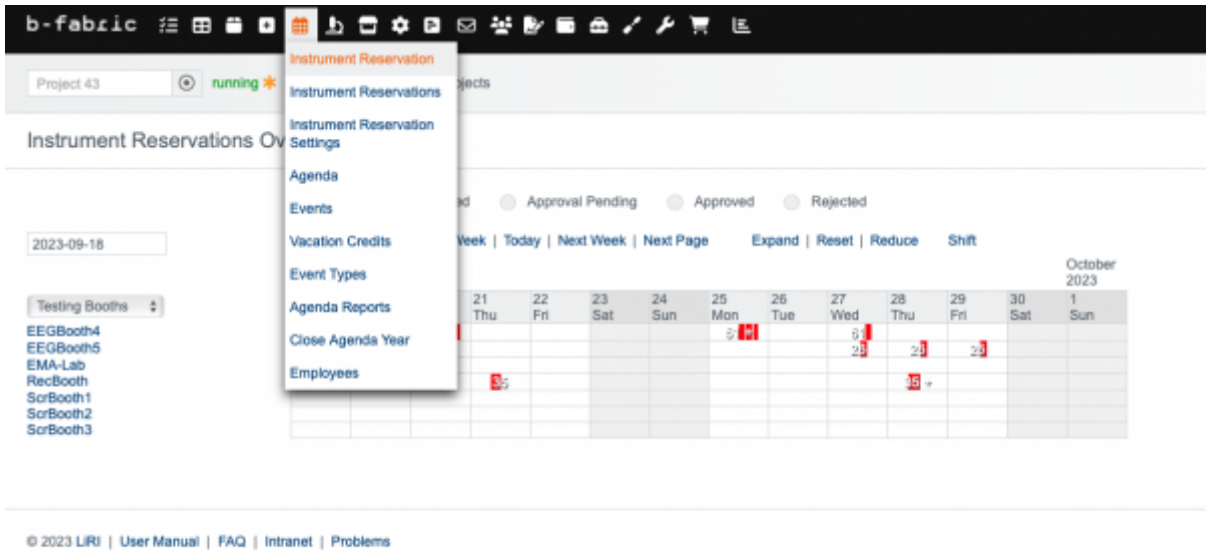 b-fabric
Project 43 running
Instrument Reservation
Instrument Reservations
Instrument Reservation
Settings
Agenda
Events
Vacation Credits
Event Types
Agenda Reports
Close Agenda Year
Employees
Instrument Reservations Ov
Approval Pending Approved Rejected
2023-09-18
Week | Today | Next Week | Next Page Expand | Reset | Reduce Shift
October
2023
Testing Booths
21 22 23 24 25 26 27 28 29 30 1
Thu Fri Sat Sun Mon Tue Wed Thu Fri Sat Sun
EEGBooth4
EEGBooth5
EMA-Lab
RecBooth
ScrBooth1
ScrBooth2
ScrBooth3
© 2023 LiRI | User Manual | FAQ | Intranet | Problems